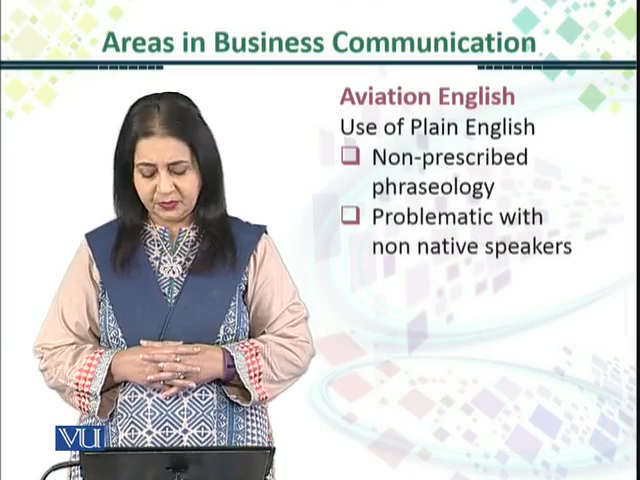 Areas in Business Communication
Aviation English
Use of Plain English
Non-prescribed
phraseology
Problematic with
non native speakers
VU